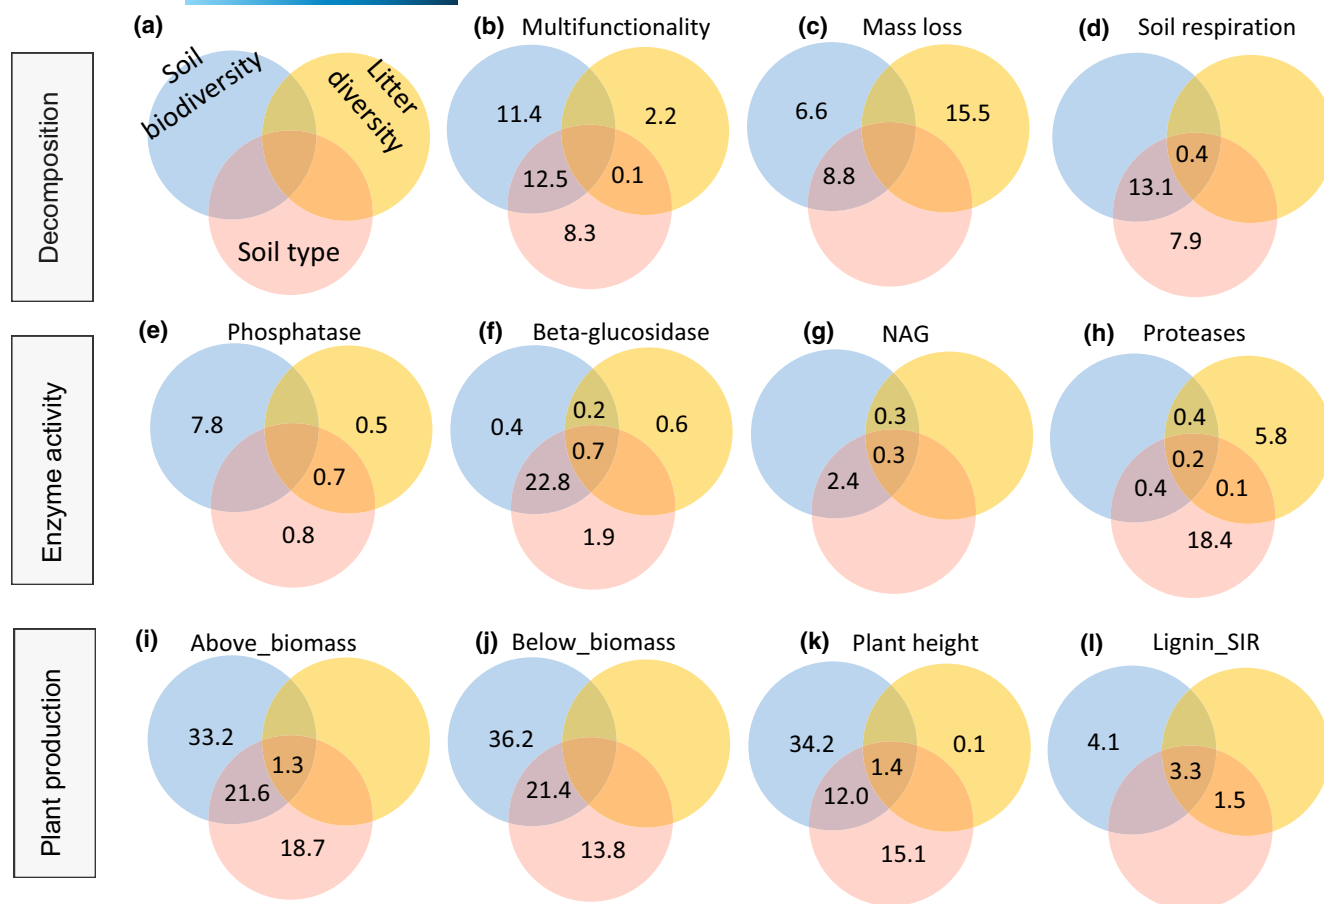 Decomposition
(a)
Soil
biodiversity
Litter
diversity
Soil type
(b) Multifunctionality
11.4
2.2
12.5
0.1
8.3
(c) Mass loss
6.6
15.5
8.8
(d) Soil respiration
0.4
13.1
7.9
Enzyme activity
(e) Phosphatase
7.8
0.5
0.7
0.8
(f) Beta-glucosidase
0.2
0.4
0.6
0.7
22.8
1.9
(g) NAG
0.3
0.3
2.4
(h) Proteases
0.4
5.8
0.2
0.4
0.1
18.4
Plant production
(i) Above_biomass
33.2
1.3
21.6
18.7
(j) Below_biomass
36.2
21.4
13.8
(k) Plant height
34.2
0.1
1.4
12.0
15.1
(l) Lignin_SIR
4.1
3.3
1.5